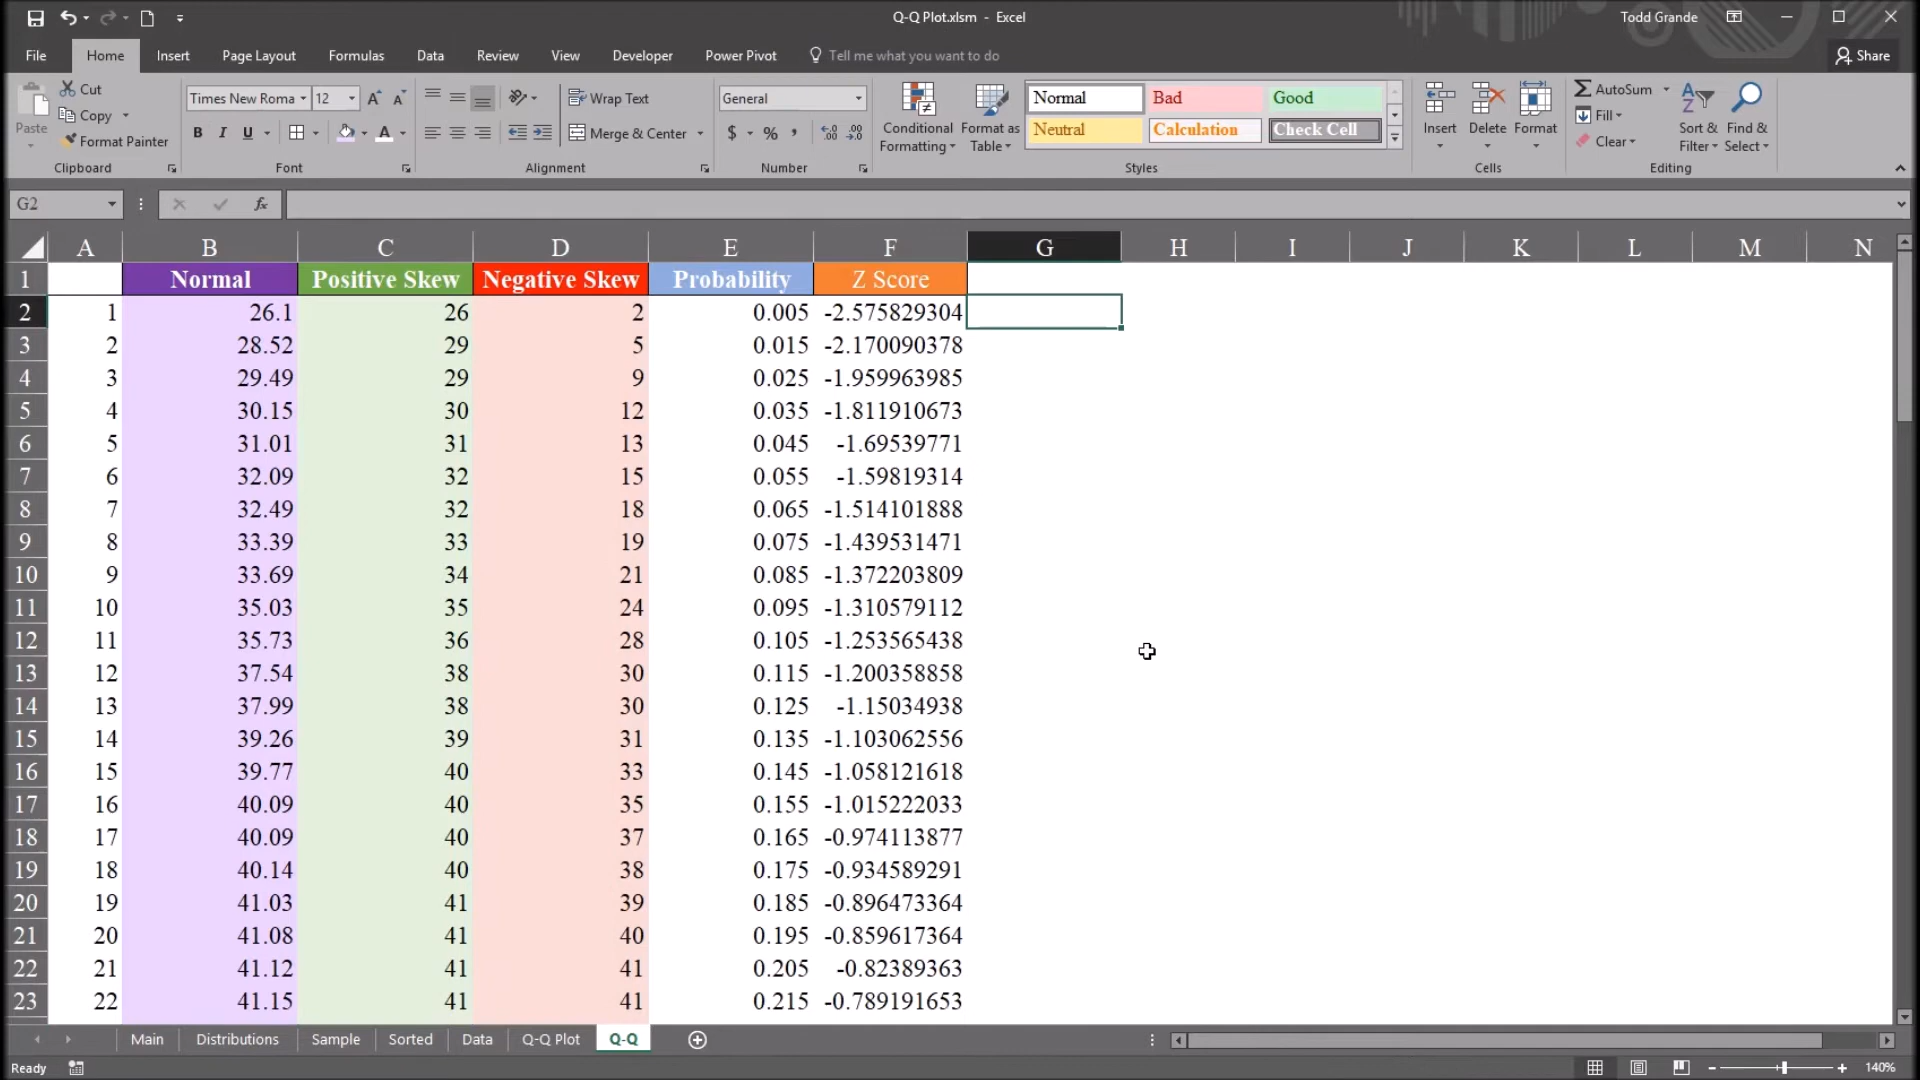 Q-Q Plot.xlsm - Excel
Todd Grande
File Home Insert Page Layout Formulas Data Review View Developer Power Pivot Tell me what you want to do Share
Paste
Cut
Copy
Format Painter
Clipboard
Times New Roma 12
B I U
Font
Wrap Text
Merge & Center
Alignment
General
$ % ,
Number
Conditional Formatting
Format as Table
Normal Bad Good
Neutral Calculation Check Cell
Styles
Insert Delete Format
Cells
AutoSum
Fill
Clear
Sort & Filter
Find & Select
Editing
G2 fx
A B C D E F G H I J K L M N
1 Normal Positive Skew Negative Skew Probability Z Score
2 1 26.1 26 2 0.005 -2.575829304
3 2 28.52 29 5 0.015 -2.170090378
4 3 29.49 29 9 0.025 -1.959963985
5 4 30.15 30 12 0.035 -1.811910673
6 5 31.01 31 13 0.045 -1.69539771
7 6 32.09 32 15 0.055 -1.59819314
8 7 32.49 32 18 0.065 -1.514101888
9 8 33.39 33 19 0.075 -1.439531471
10 9 33.69 34 21 0.085 -1.372203809
11 10 35.03 35 24 0.095 -1.310579112
12 11 35.73 36 28 0.105 -1.253565438
13 12 37.54 38 30 0.115 -1.200358858
14 13 37.99 38 30 0.125 -1.15034938
15 14 39.26 39 31 0.135 -1.103062556
16 15 39.77 40 33 0.145 -1.058121618
17 16 40.09 40 35 0.155 -1.015222033
18 17 40.09 40 37 0.165 -0.974113877
19 18 40.14 40 38 0.175 -0.934589291
20 19 41.03 41 39 0.185 -0.896473364
21 20 41.08 41 40 0.195 -0.859617364
22 21 41.12 41 41 0.205 -0.82389363
23 22 41.15 41 41 0.215 -0.789191653
Main Distributions Sample Sorted Data Q-Q Plot Q-Q
Ready 140%